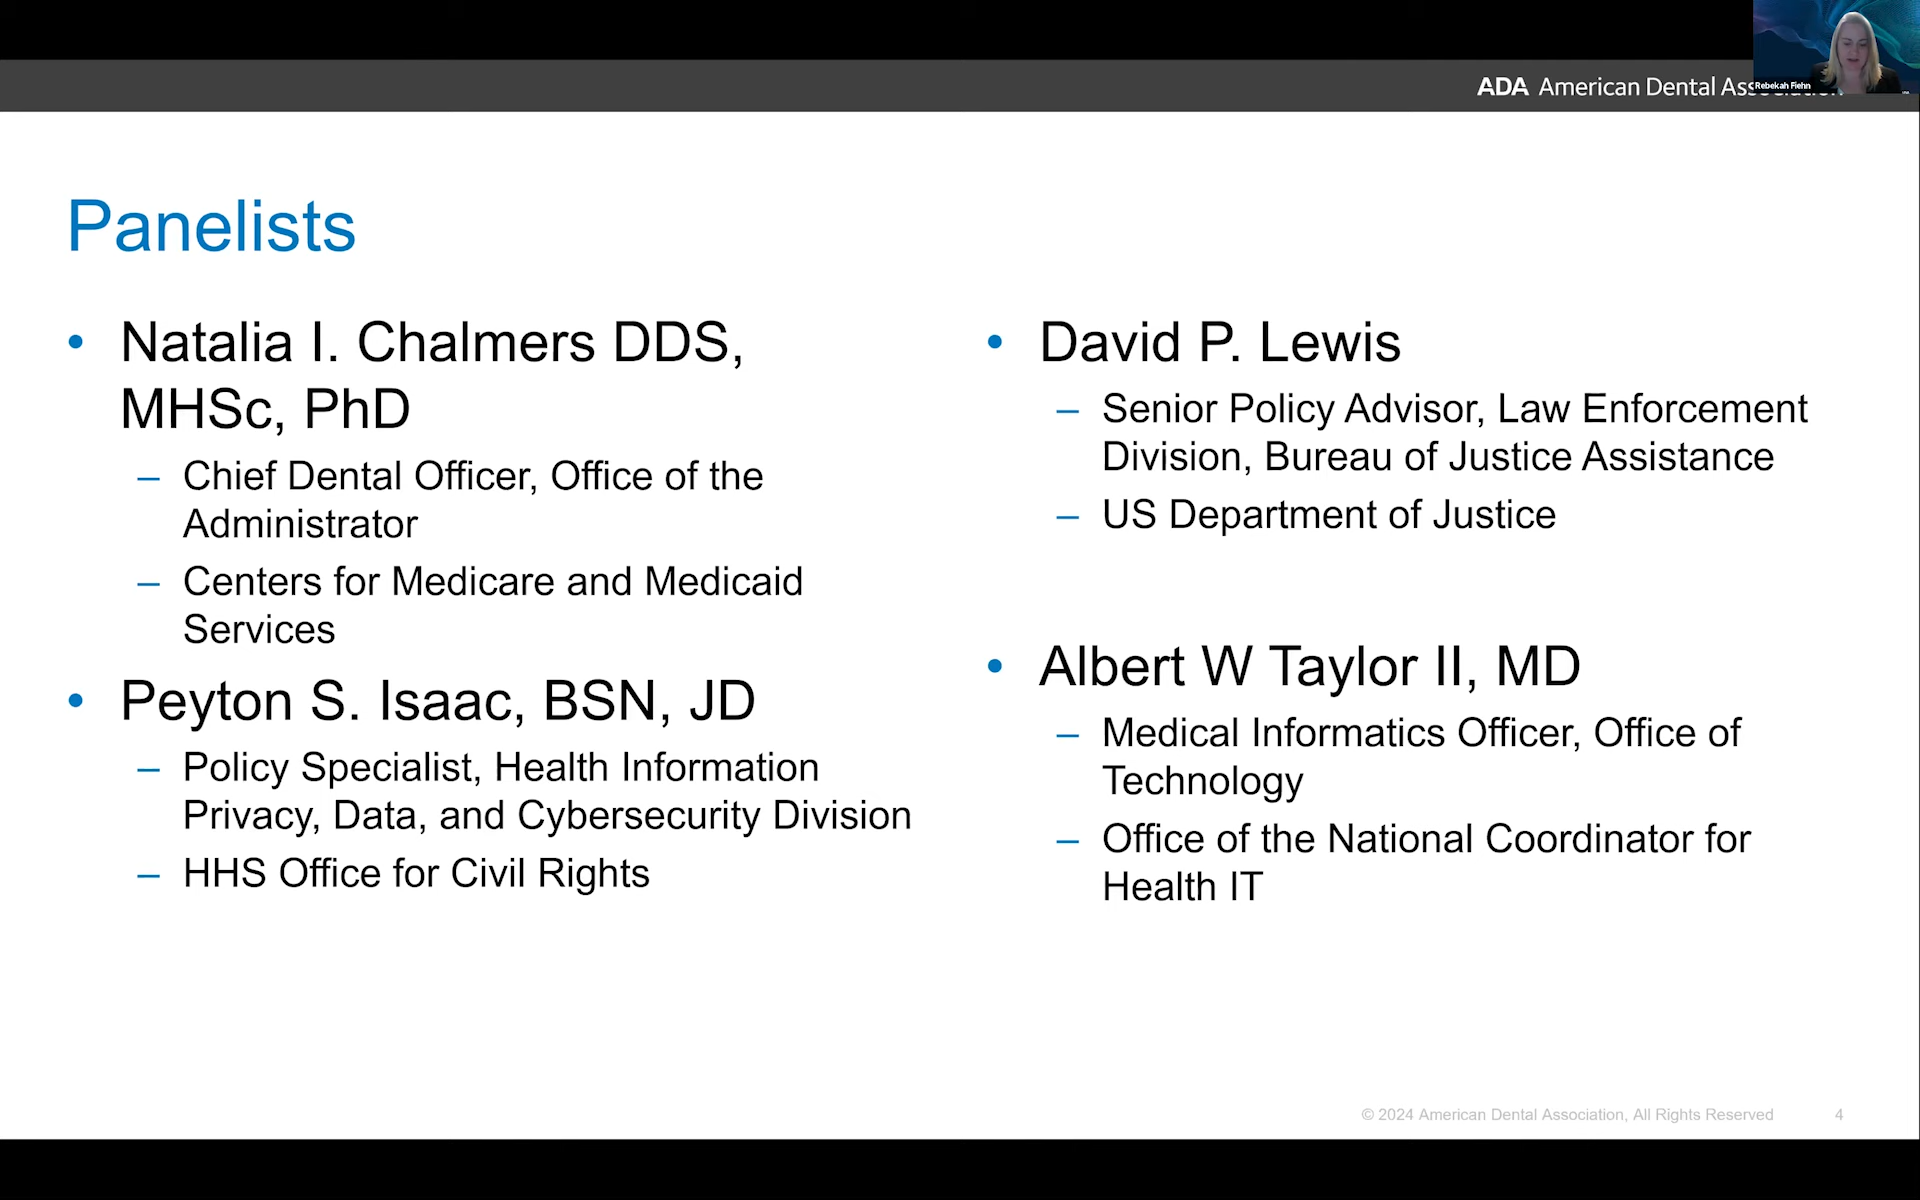 ADA American Dental Association
Rebekah Fiehn
Panelists
• Natalia I. Chalmers DDS,
MHSc, PhD
– Chief Dental Officer, Office of the
Administrator
– Centers for Medicare and Medicaid
Services
• Peyton S. Isaac, BSN, JD
– Policy Specialist, Health Information
Privacy, Data, and Cybersecurity Division
– HHS Office for Civil Rights
• David P. Lewis
– Senior Policy Advisor, Law Enforcement
Division, Bureau of Justice Assistance
– US Department of Justice
• Albert W Taylor II, MD
– Medical Informatics Officer, Office of
Technology
– Office of the National Coordinator for
Health IT
© 2024 American Dental Association, All Rights Reserved
4